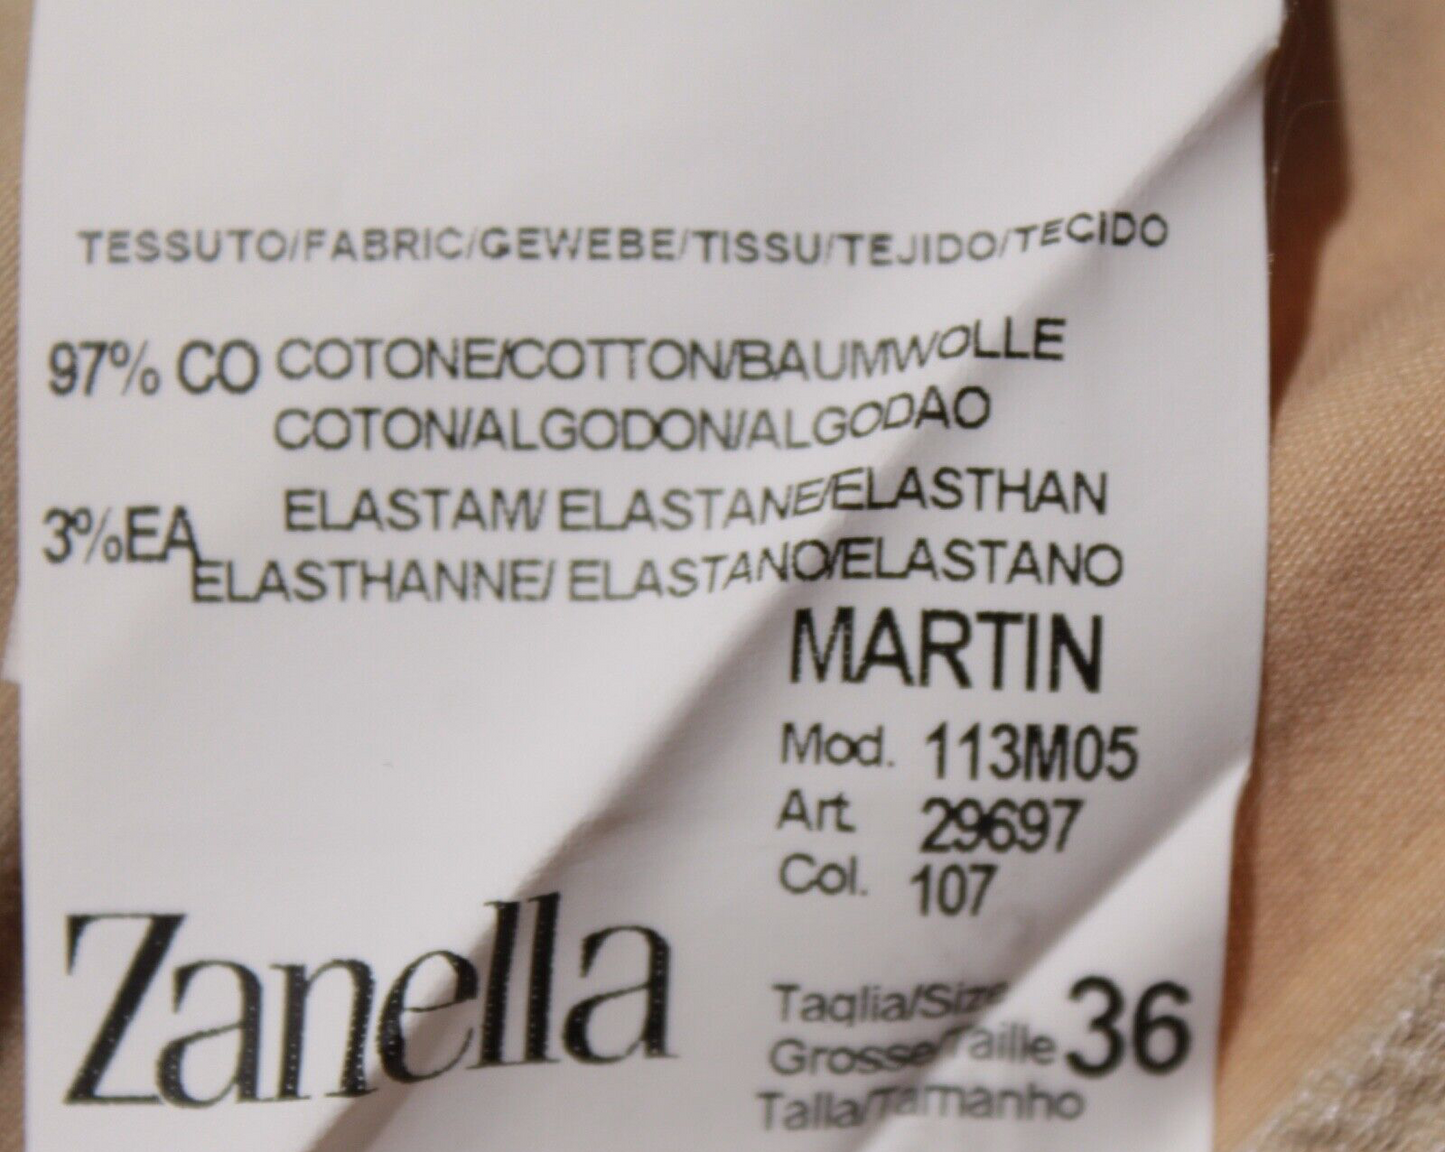 TESSUTO/FABRIC/GEWEBE/TISSU/TEJIDO/TECIDO
97% CO COTONE/COTTON/BAUMWOLLE
COTON/ALGODON/ALGODAO
3%EA ELASTAM/ ELASTANE/ELASTHAN
ELASTHANNE/ ELASTANO/ELASTANO
MARTIN
Mod. 113M05
Art. 29697
Col. 107
Zanella
Taglia/Size
Grosse/Taille 36
Talla/Tamanho